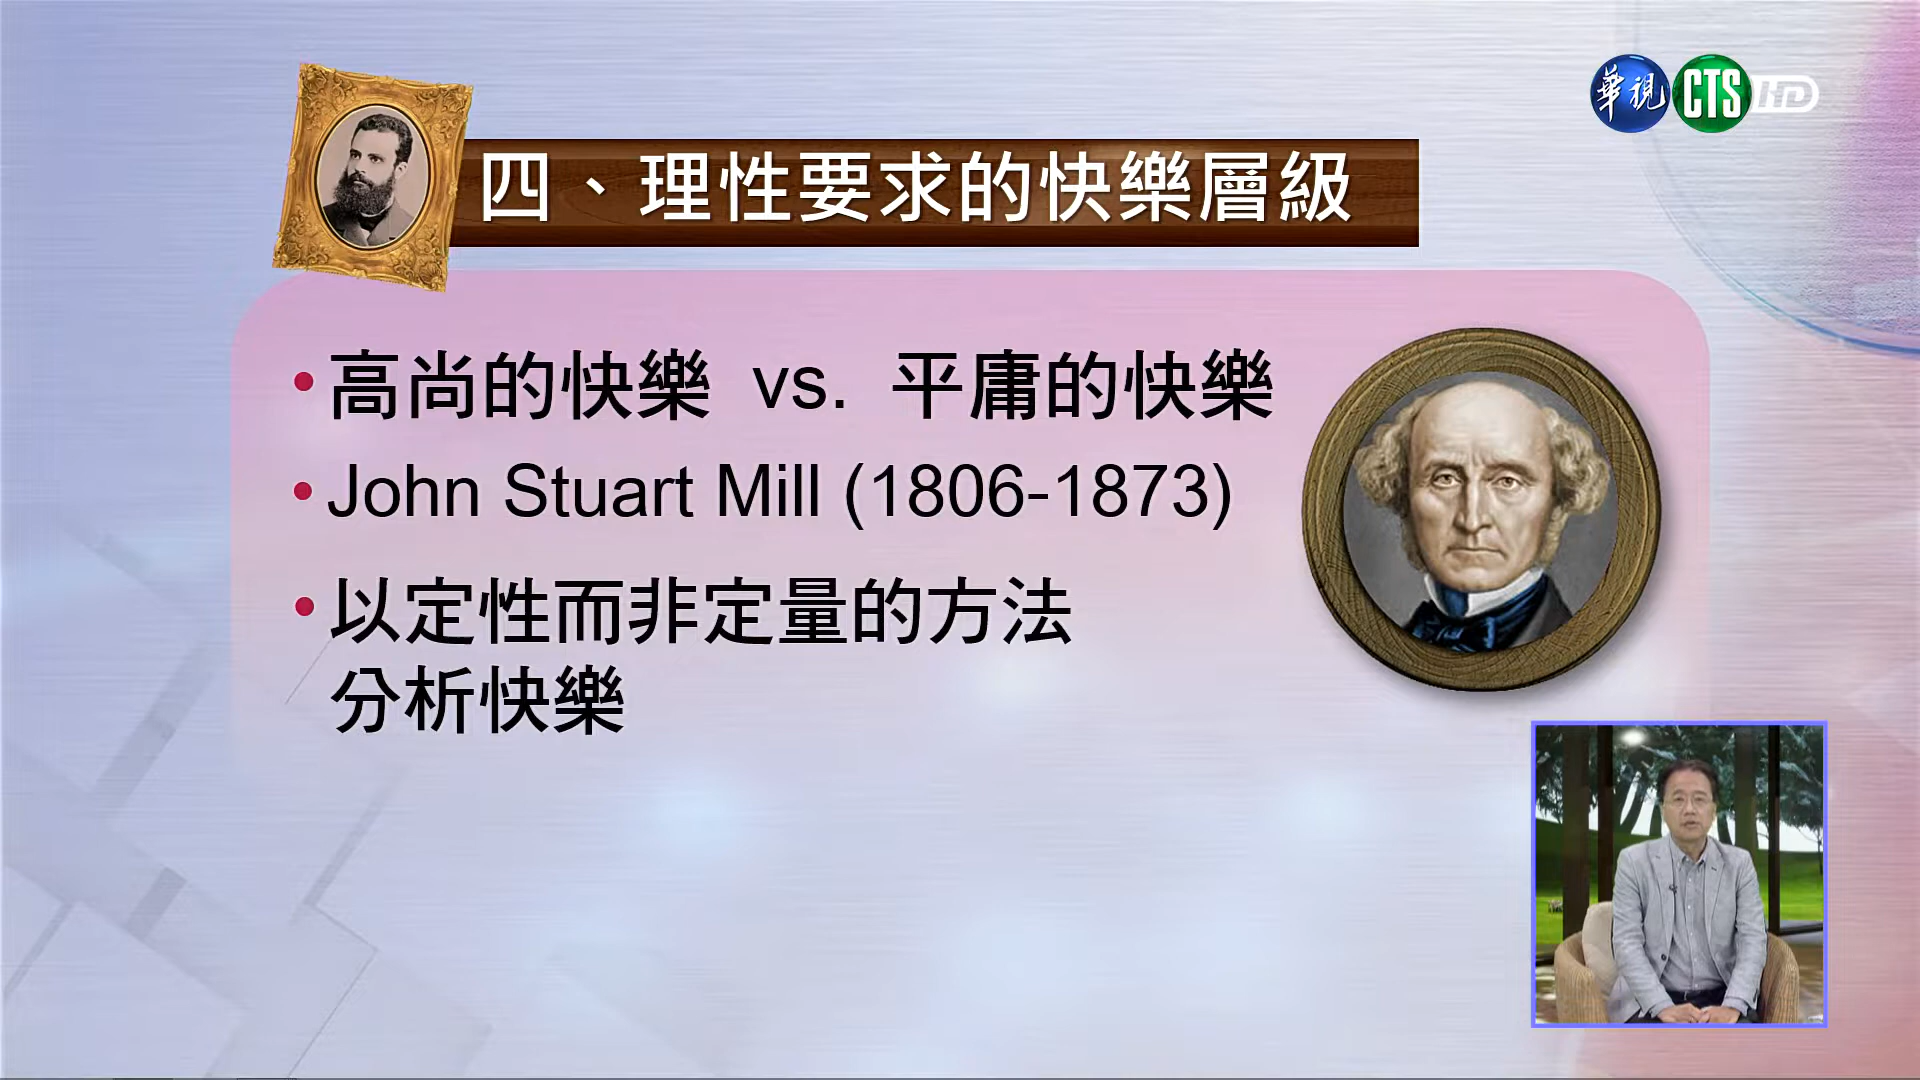 華視 CTS HD
四、理性要求的快樂層級
•高尚的快樂 vs. 平庸的快樂
•John Stuart Mill (1806-1873)
•以定性而非定量的方法
分析快樂